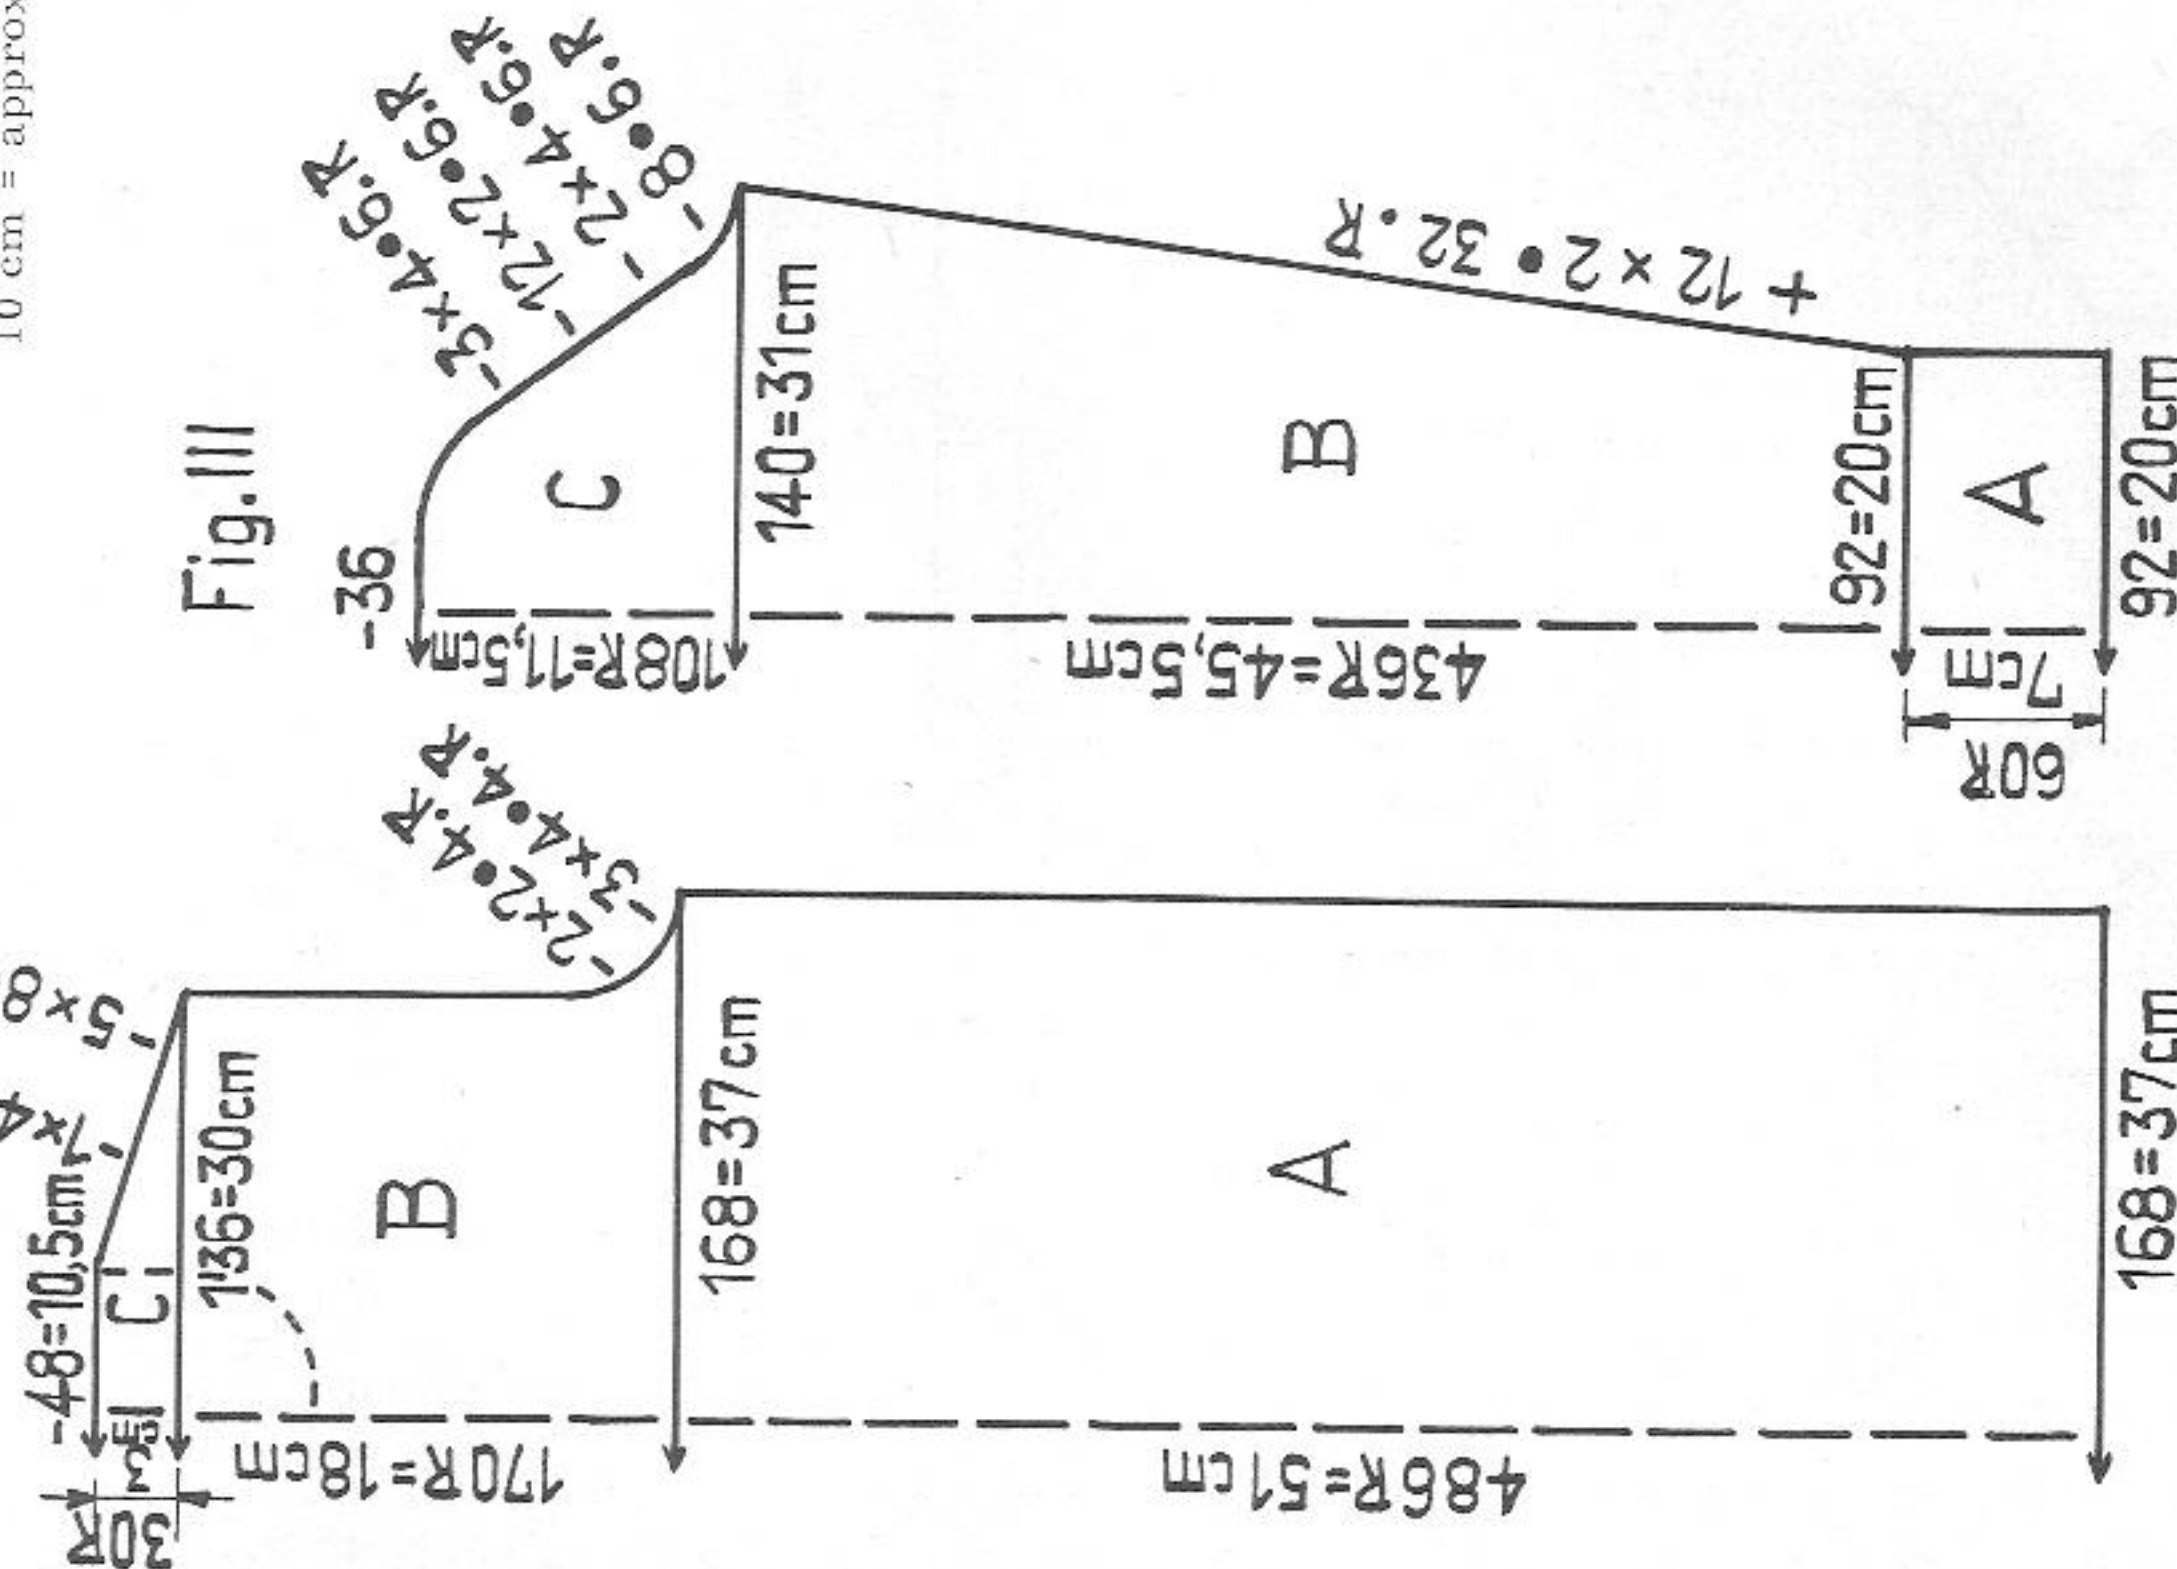 10 cm = approx
Fig.III
-36
-3×4•6.R
-12×2•6.R
-2×4•6.R
-8•6.R
C
108R=11,5cm
140=31cm
B
+12×2•32.R
436R=45,5cm
92=20cm
A
7cm
60R
92=20cm
-5×8
-1×4
-48=10,5cm
C
3cm
30R
136=30cm
B
170R=18cm
-2×2•4.R
-3×4•4.R
168=37cm
A
486R=51cm
168=37cm